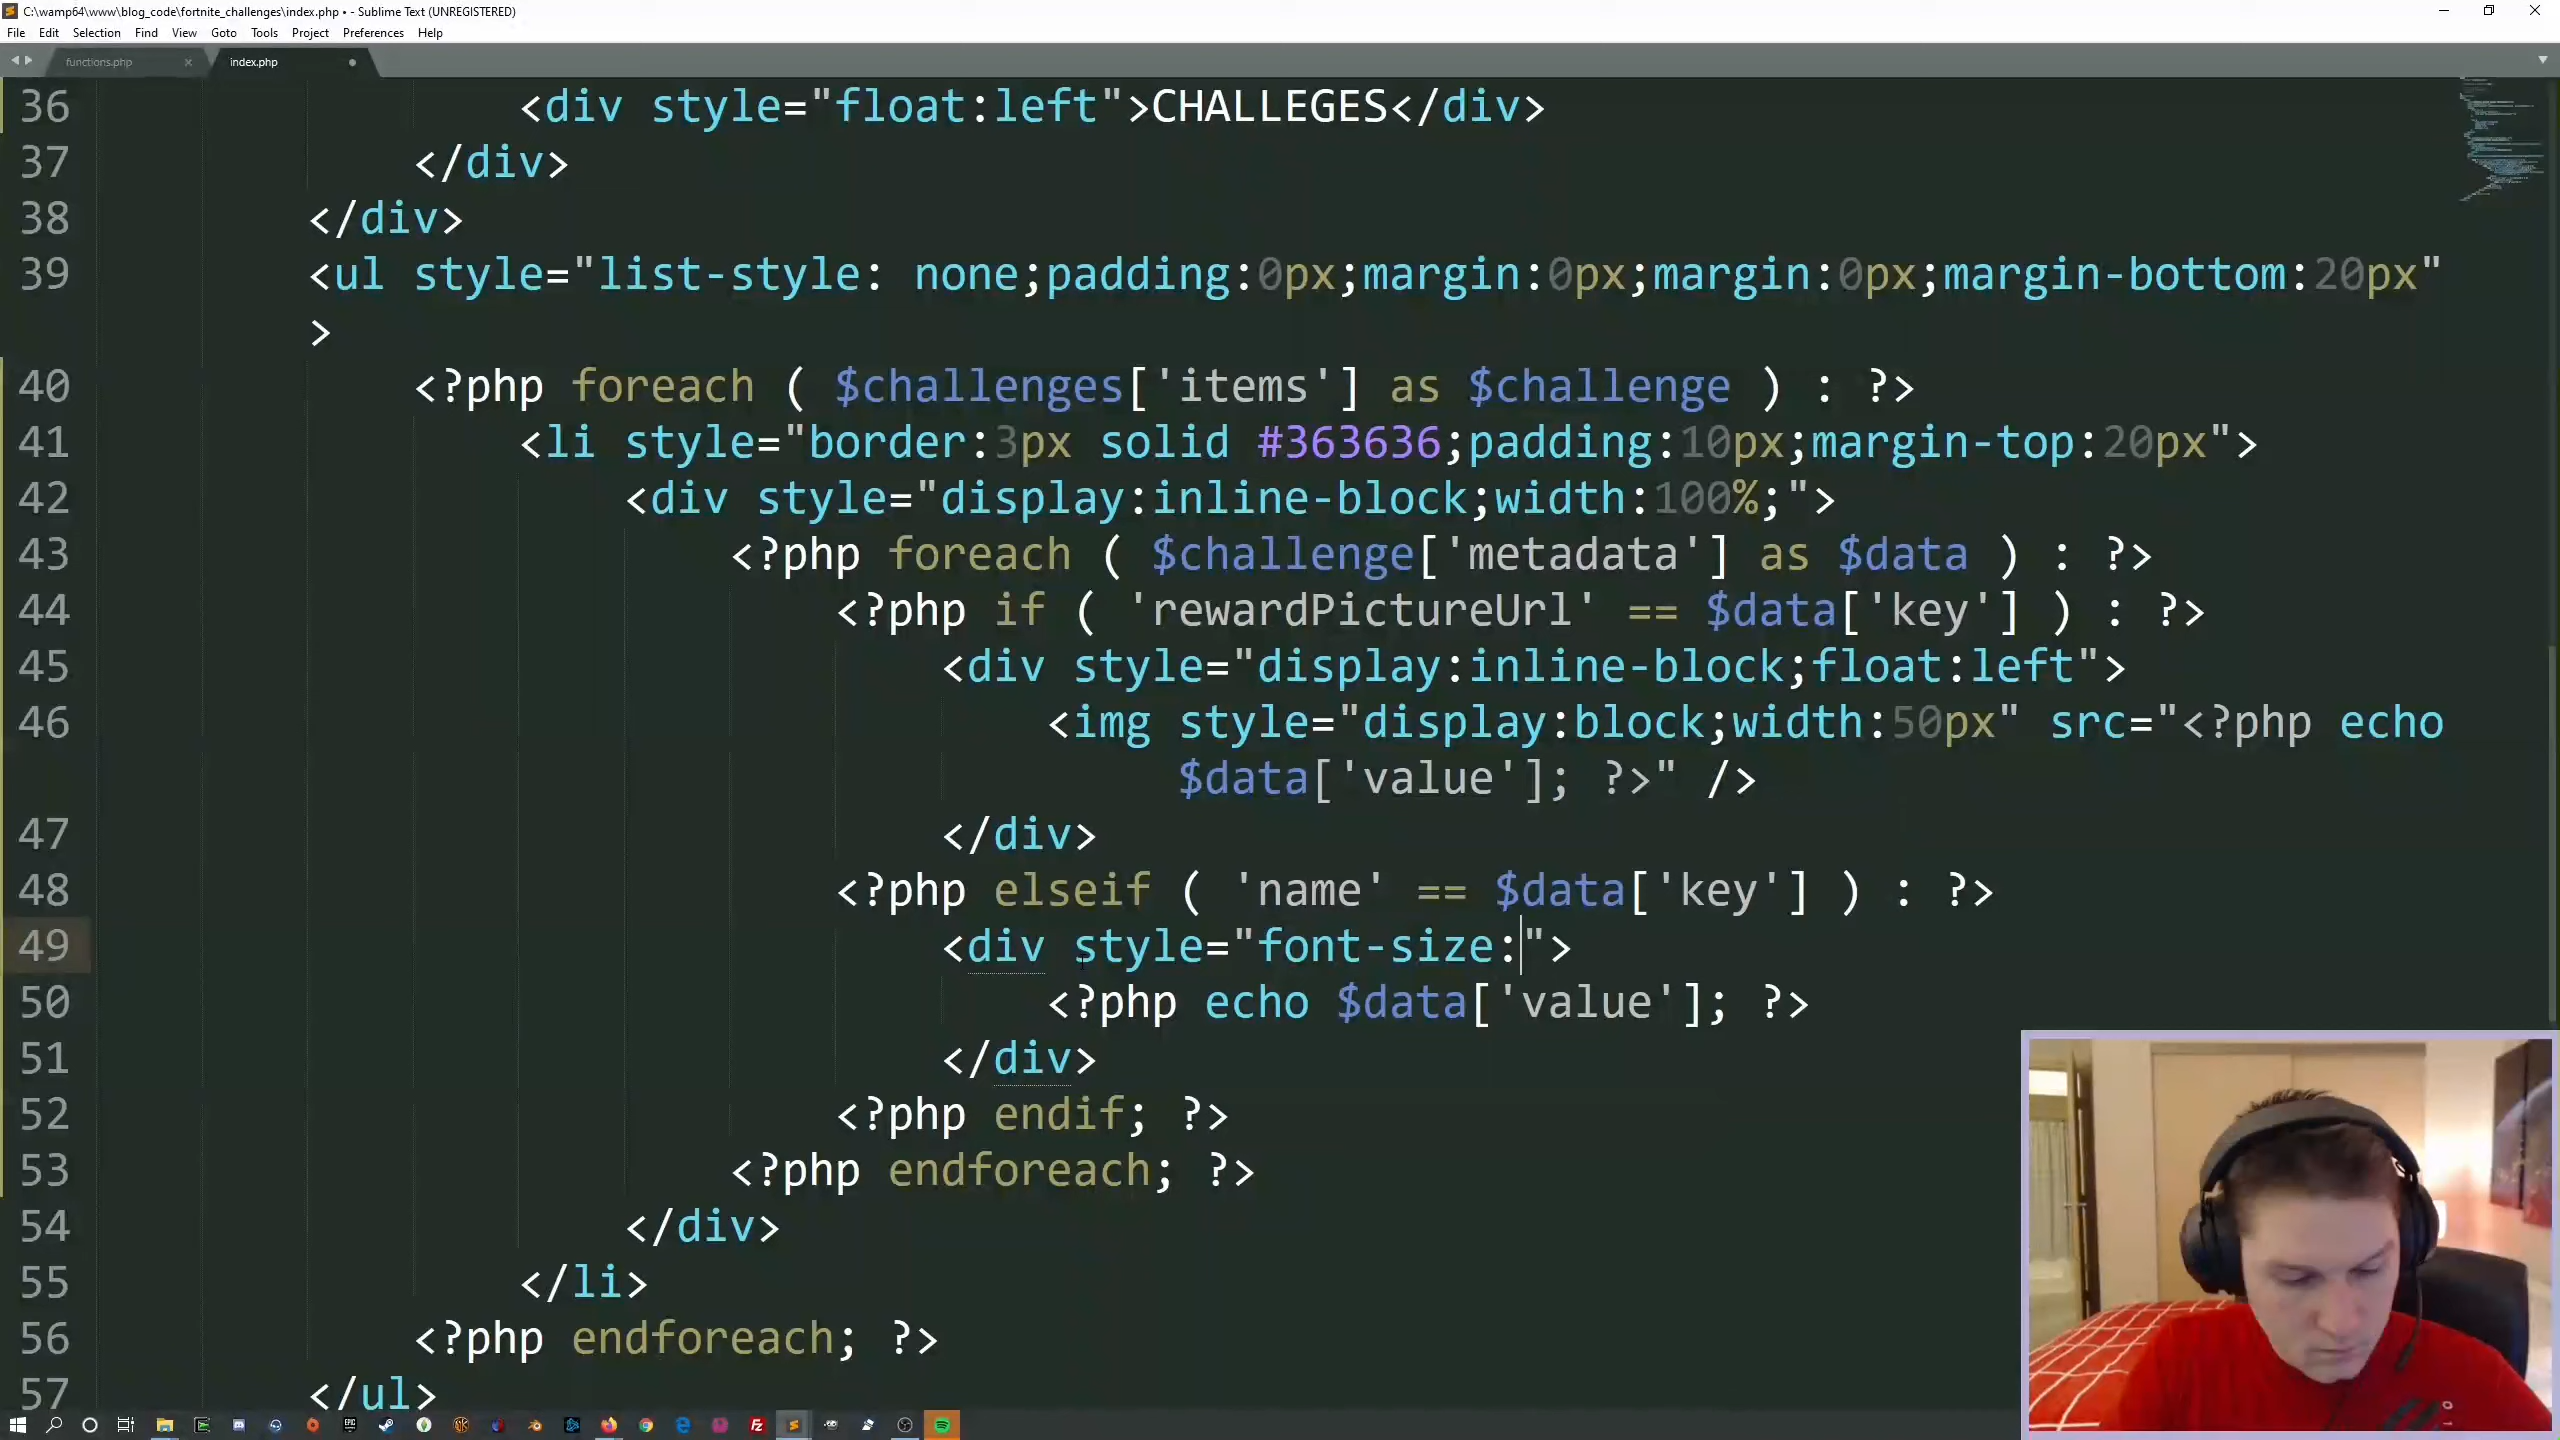 C:\wamp64\www\blog_code\fortnite_challenges\index.php • - Sublime Text (UNREGISTERED)
File Edit Selection Find View Goto Tools Project Preferences Help
functions.php × index.php
36 <div style="float:left">CHALLEGES</div>
37 </div>
38 </div>
39 <ul style="list-style: none;padding:0px;margin:0px;margin:0px;margin-bottom:20px"
>
40 <?php foreach ( $challenges['items'] as $challenge ) : ?>
41 <li style="border:3px solid #363636;padding:10px;margin-top:20px">
42 <div style="display:inline-block;width:100%;">
43 <?php foreach ( $challenge['metadata'] as $data ) : ?>
44 <?php if ( 'rewardPictureUrl' == $data['key'] ) : ?>
45 <div style="display:inline-block;float:left">
46 <img style="display:block;width:50px" src="<?php echo
$data['value']; ?>" />
47 </div>
48 <?php elseif ( 'name' == $data['key'] ) : ?>
49 <div style="font-size:">
50 <?php echo $data['value']; ?>
51 </div>
52 <?php endif; ?>
53 <?php endforeach; ?>
54 </div>
55 </li>
56 <?php endforeach; ?>
57 </ul>